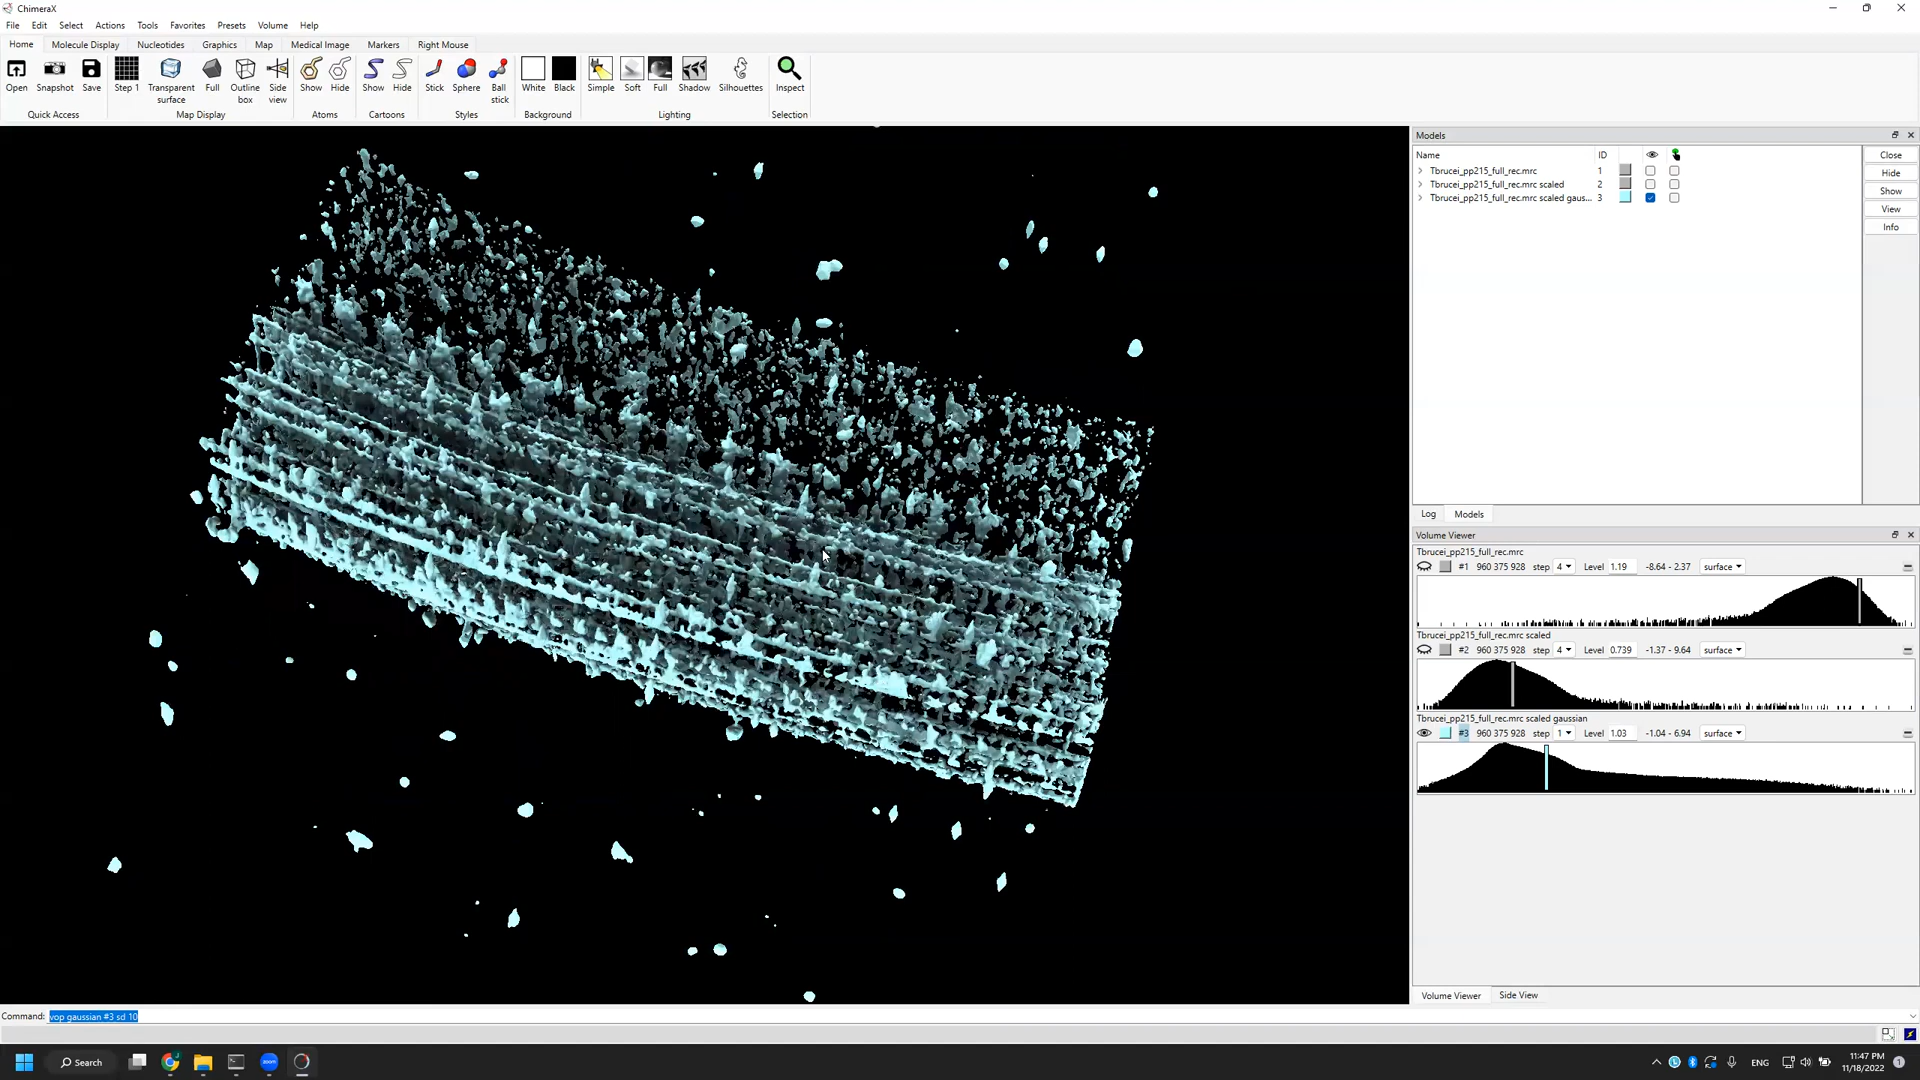 ChimeraX
File Edit Select Actions Tools Favorites Presets Volume Help
Home Molecule Display Nucleotides Graphics Map Medical Image Markers Right Mouse
Open Snapshot Save Step 1 Transparent surface Full Outline box Side view Show Hide Show Hide Stick Sphere Ball stick White Black Simple Soft Full Shadow Silhouettes Inspect
Quick Access Map Display Atoms Cartoons Styles Background Lighting Selection
Models
Name ID
Tbrucei_pp215_full_rec.mrc 1
Tbrucei_pp215_full_rec.mrc scaled 2
Tbrucei_pp215_full_rec.mrc scaled gaus... 3
Close
Hide
Show
View
Info
Log Models
Volume Viewer
Tbrucei_pp215_full_rec.mrc
#1 960 375 928 step 4 Level 1.19 -8.64 - 2.37 surface
Tbrucei_pp215_full_rec.mrc scaled
#2 960 375 928 step 4 Level 0.739 -1.37 - 9.64 surface
Tbrucei_pp215_full_rec.mrc scaled gaussian
#3 960 375 928 step 1 Level 1.03 -1.04 - 6.94 surface
Volume Viewer Side View
Command: vop gaussian #3 sd 10
Search
zoom
ENG
11:47 PM
11/18/2022
1